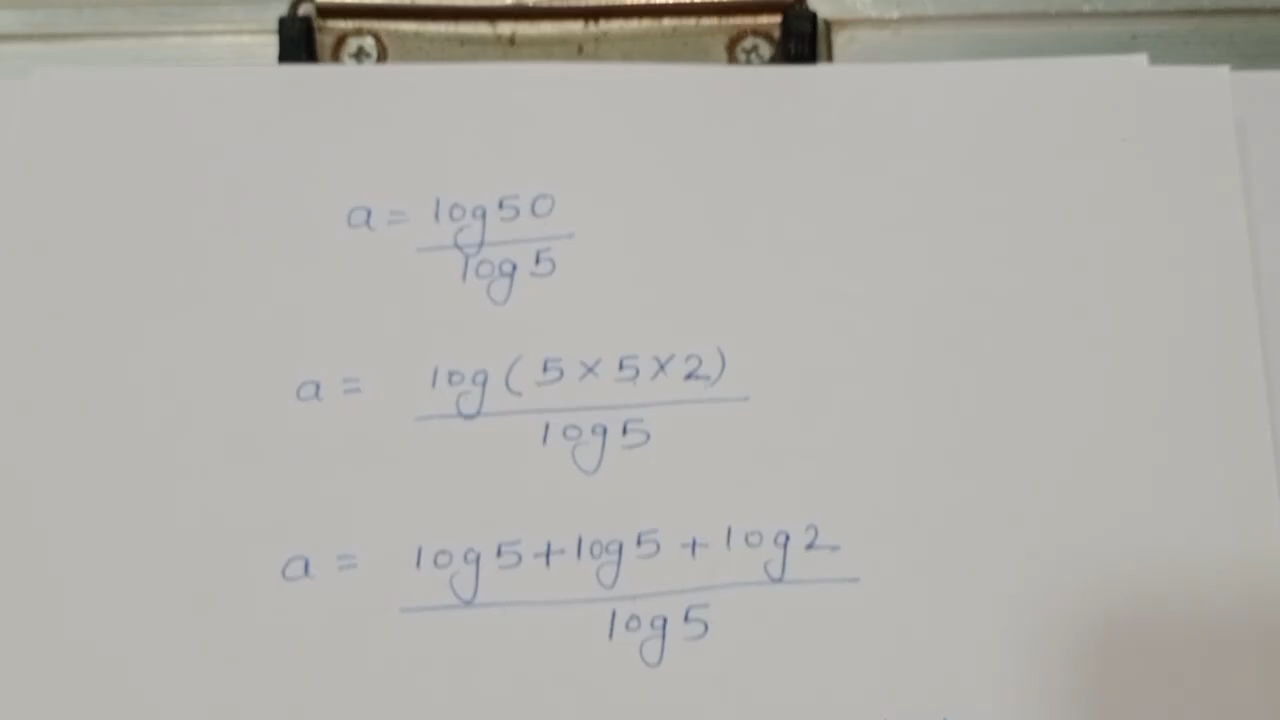 a = log 50
log 5
a = log (5 × 5 × 2)
log 5
a = log 5 + log 5 + log 2
log 5